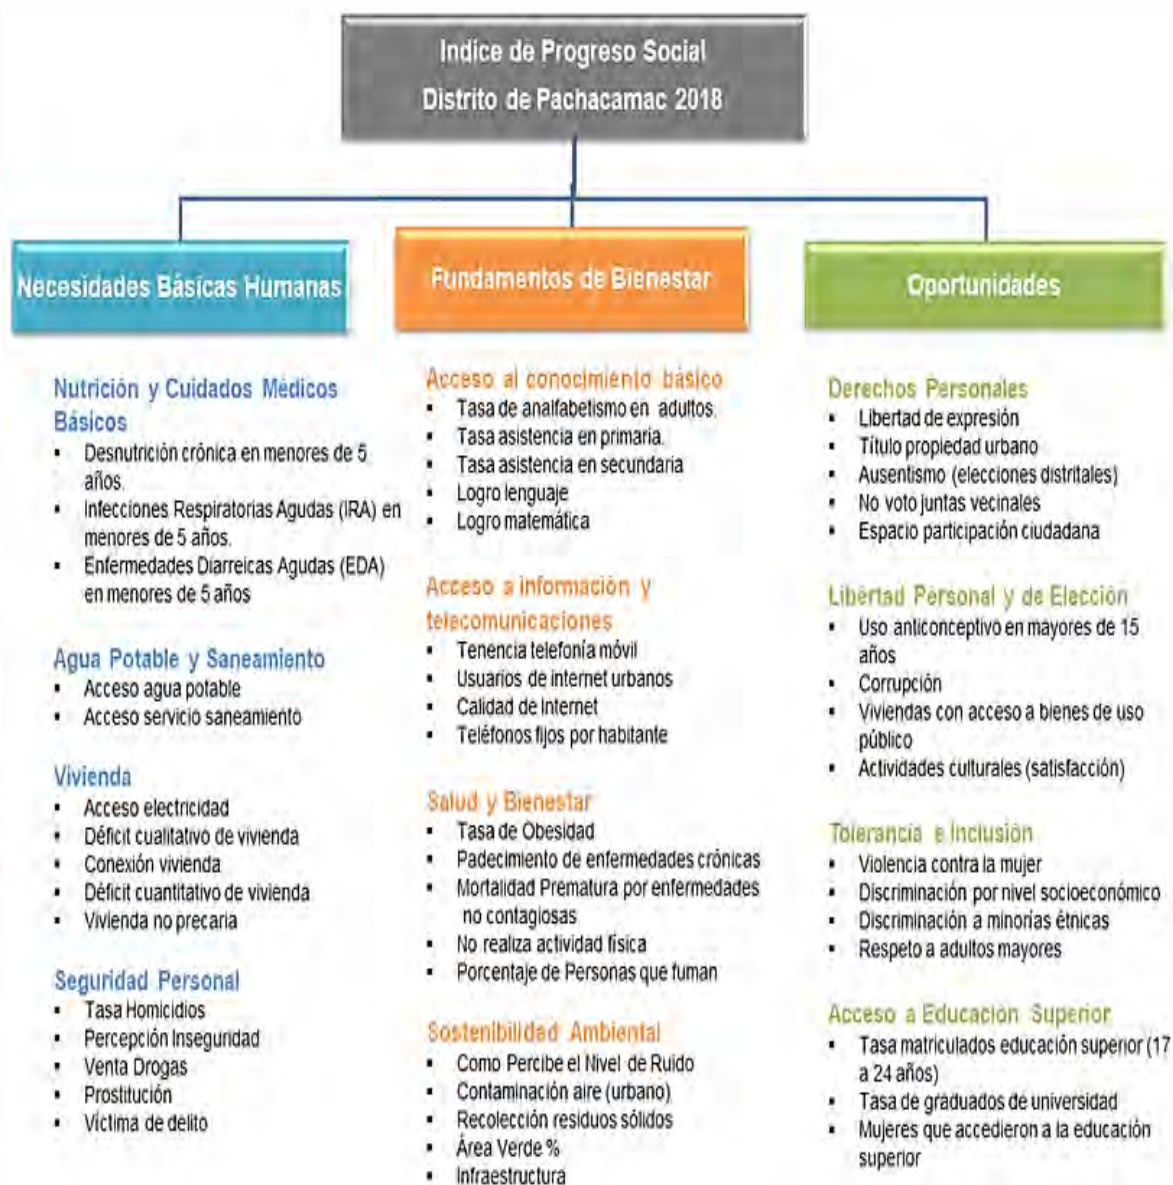 Indice de Progreso Social
Distrito de Pachacamac 2018
Necesidades Básicas Humanas
Nutrición y Cuidados Médicos
Básicos
▪ Desnutrición crónica en menores de 5
años.
▪ Infecciones Respiratorias Agudas (IRA) en
menores de 5 años.
▪ Enfermedades Diarreicas Agudas (EDA)
en menores de 5 años
Agua Potable y Saneamiento
▪ Acceso agua potable
▪ Acceso servicio saneamiento
Vivienda
▪ Acceso electricidad
▪ Déficit cualitativo de vivienda
▪ Conexión vivienda
▪ Déficit cuantitativo de vivienda
▪ Vivienda no precaria
Seguridad Personal
▪ Tasa Homicidios
▪ Percepción Inseguridad
▪ Venta Drogas
▪ Prostitución
▪ Víctima de delito
Fundamentos de Bienestar
Acceso al conocimiento básico
▪ Tasa de analfabetismo en adultos.
▪ Tasa asistencia en primaria.
▪ Tasa asistencia en secundaria
▪ Logro lenguaje
▪ Logro matemática
Acceso a información y
telecomunicaciones
▪ Tenencia telefonía móvil
▪ Usuarios de internet urbanos
▪ Calidad de Internet
▪ Teléfonos fijos por habitante
Salud y Bienestar
▪ Tasa de Obesidad
▪ Padecimiento de enfermedades crónicas
▪ Mortalidad Prematura por enfermedades
no contagiosas
▪ No realiza actividad física
▪ Porcentaje de Personas que fuman
Sostenibilidad Ambiental
▪ Como Percibe el Nivel de Ruido
▪ Contaminación aire (urbano)
▪ Recolección residuos sólidos
▪ Área Verde %
▪ Infraestructura
Oportunidades
Derechos Personales
▪ Libertad de expresión
▪ Título propiedad urbano
▪ Ausentismo (elecciones distritales)
▪ No voto juntas vecinales
▪ Espacio participación ciudadana
Libertad Personal y de Elección
▪ Uso anticonceptivo en mayores de 15
años
▪ Corrupción
▪ Viviendas con acceso a bienes de uso
público
▪ Actividades culturales (satisfacción)
Tolerancia e Inclusión
▪ Violencia contra la mujer
▪ Discriminación por nivel socioeconómico
▪ Discriminación a minorías étnicas
▪ Respeto a adultos mayores
Acceso a Educación Superior
▪ Tasa matriculados educación superior (17
a 24 años)
▪ Tasa de graduados de universidad
▪ Mujeres que accedieron a la educación
superior